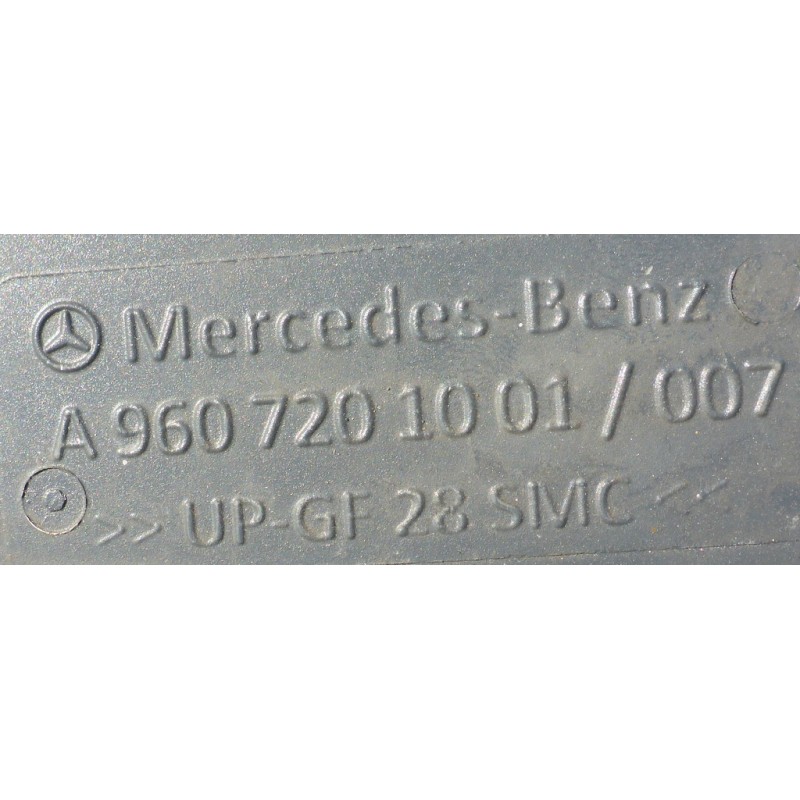 Mercedes-Benz
A 960 720 10 01 / 007
>> UP-GF 28 SMC <<